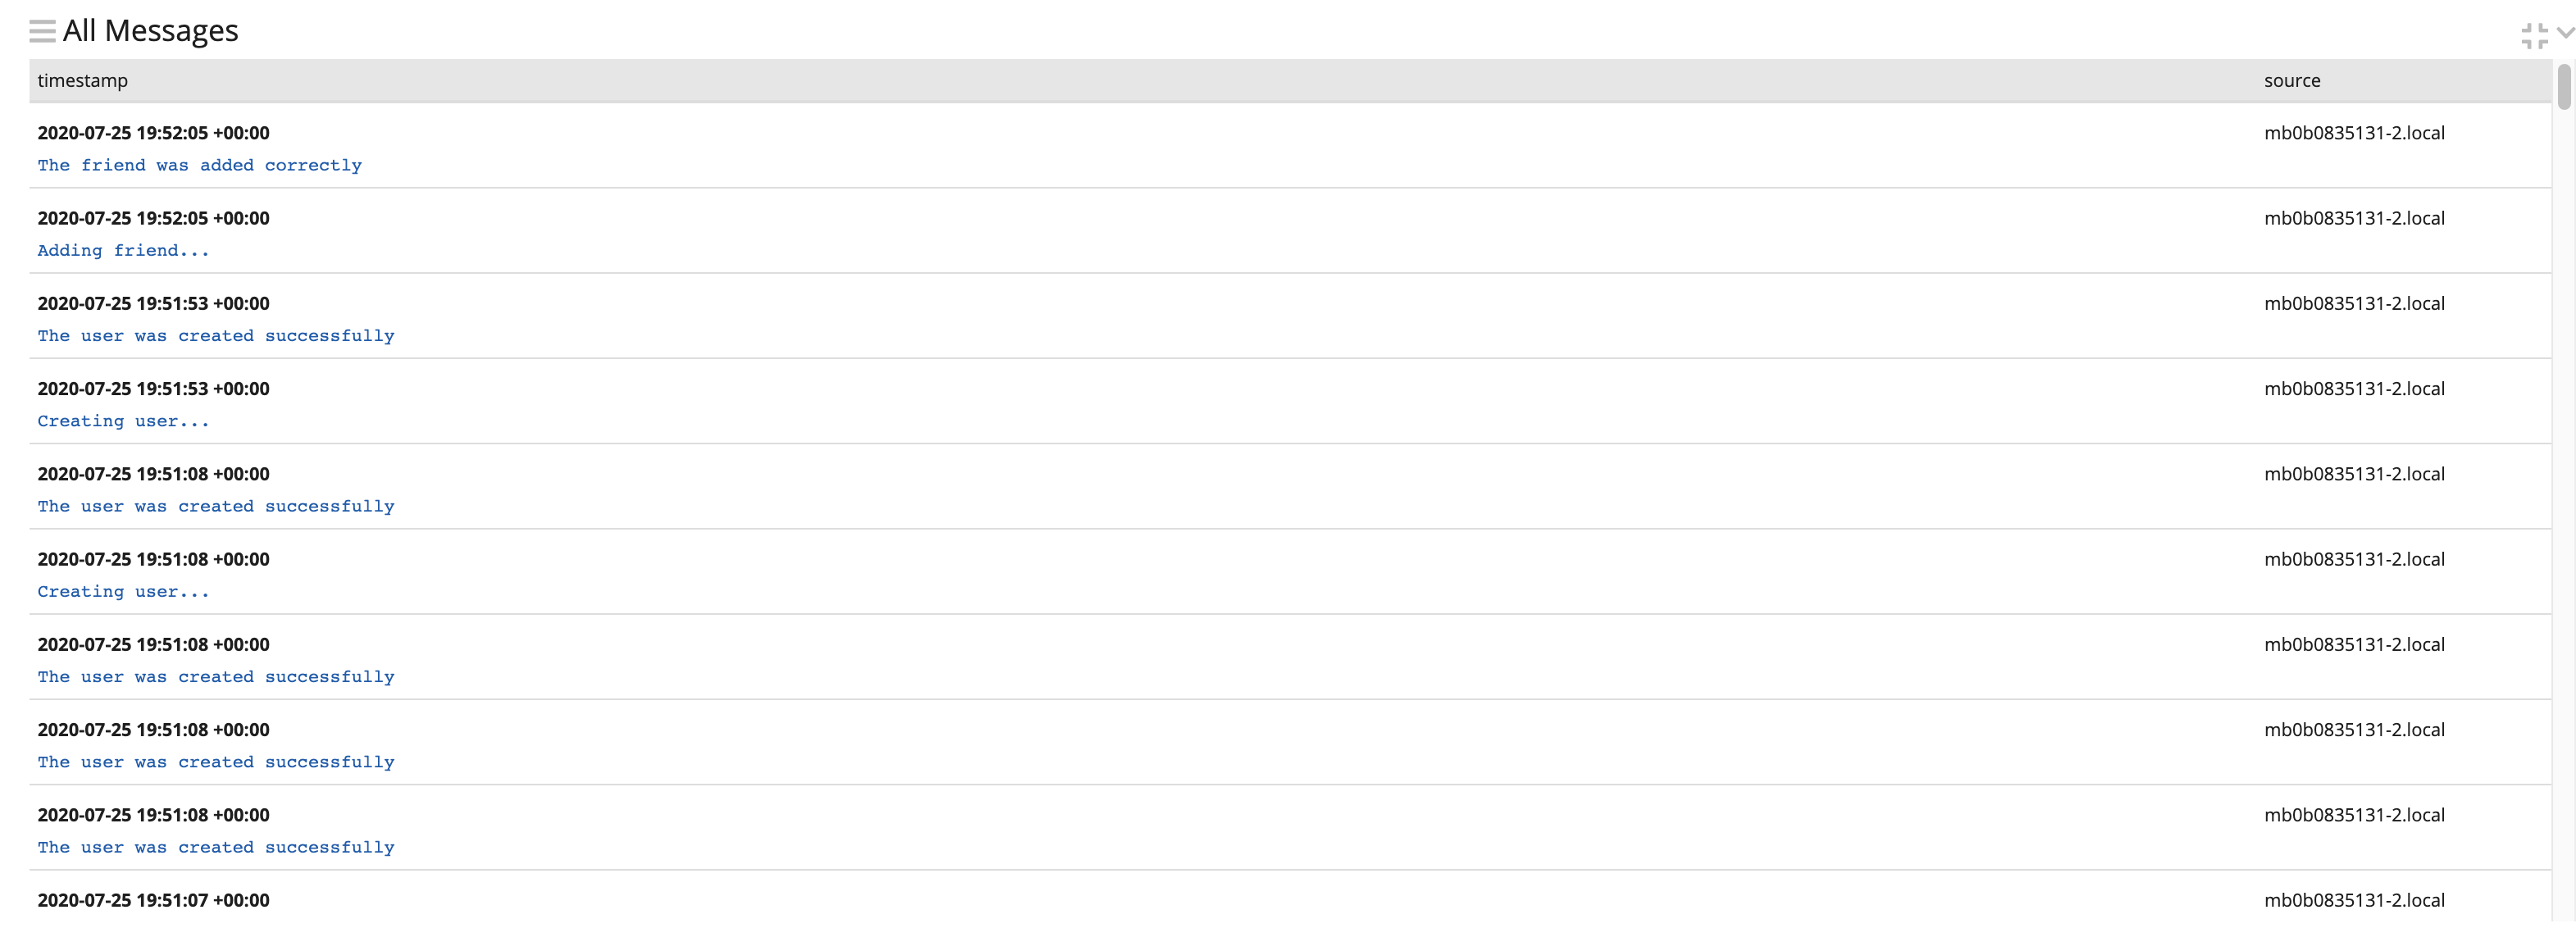 All Messages
timestamp source
2020-07-25 19:52:05 +00:00 mb0b0835131-2.local
The friend was added correctly
2020-07-25 19:52:05 +00:00 mb0b0835131-2.local
Adding friend...
2020-07-25 19:51:53 +00:00 mb0b0835131-2.local
The user was created successfully
2020-07-25 19:51:53 +00:00 mb0b0835131-2.local
Creating user...
2020-07-25 19:51:08 +00:00 mb0b0835131-2.local
The user was created successfully
2020-07-25 19:51:08 +00:00 mb0b0835131-2.local
Creating user...
2020-07-25 19:51:08 +00:00 mb0b0835131-2.local
The user was created successfully
2020-07-25 19:51:08 +00:00 mb0b0835131-2.local
The user was created successfully
2020-07-25 19:51:08 +00:00 mb0b0835131-2.local
The user was created successfully
2020-07-25 19:51:07 +00:00 mb0b0835131-2.local